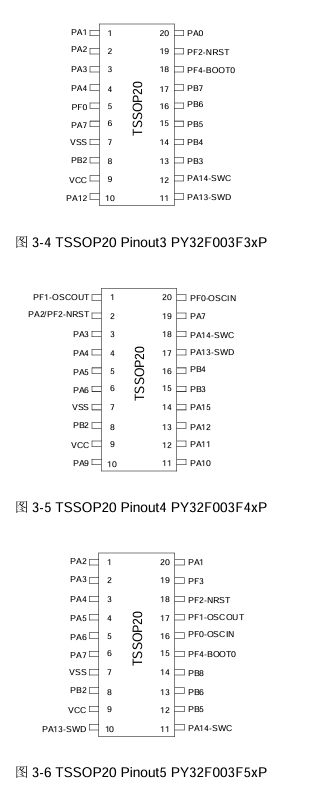 PA1 1 20 PA0
PA2 2 19 PF2-NRST
PA3 3 18 PF4-BOOT0
PA4 4 17 PB7
PF0 5 16 PB6
PA7 6 15 PB5
VSS 7 14 PB4
PB2 8 13 PB3
VCC 9 12 PA14-SWC
PA12 10 11 PA13-SWD
TSSOP20
图 3-4 TSSOP20 Pinout3 PY32F003F3xP
PF1-OSCOUT 1 20 PF0-OSCIN
PA2/PF2-NRST 2 19 PA7
PA3 3 18 PA14-SWC
PA4 4 17 PA13-SWD
PA5 5 16 PB4
PA6 6 15 PB3
VSS 7 14 PA15
PB2 8 13 PA12
VCC 9 12 PA11
PA9 10 11 PA10
TSSOP20
图 3-5 TSSOP20 Pinout4 PY32F003F4xP
PA2 1 20 PA1
PA3 2 19 PF3
PA4 3 18 PF2-NRST
PA5 4 17 PF1-OSCOUT
PA6 5 16 PF0-OSCIN
PA7 6 15 PF4-BOOT0
VSS 7 14 PB8
PB2 8 13 PB6
VCC 9 12 PB5
PA13-SWD 10 11 PA14-SWC
TSSOP20
图 3-6 TSSOP20 Pinout5 PY32F003F5xP